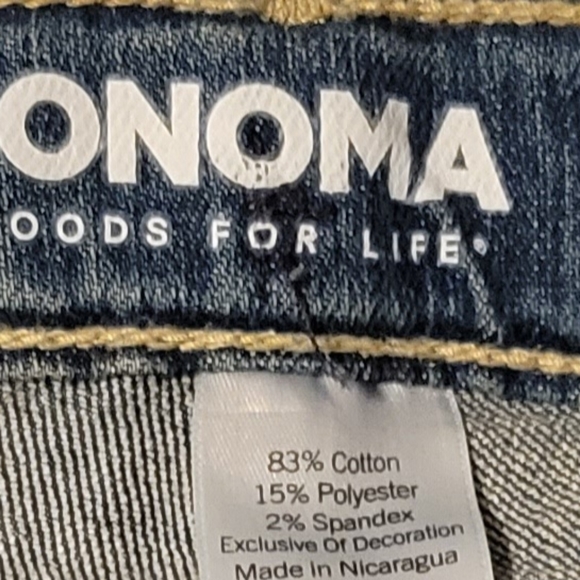 ONOMA
OODS FOR LIFE®
83% Cotton
15% Polyester
2% Spandex
Exclusive Of Decoration
Made in Nicaragua